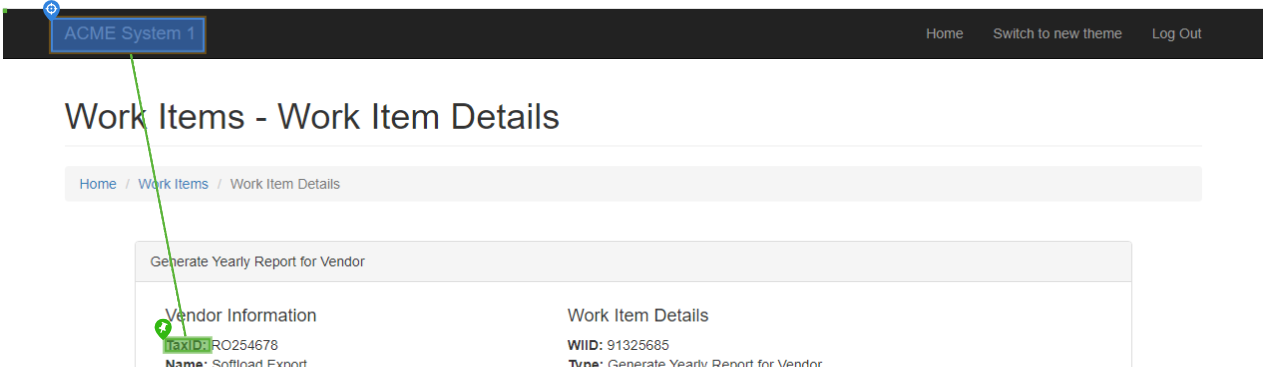 ACME System 1 Home Switch to new theme Log Out
Work Items - Work Item Details
Home / Work Items / Work Item Details
Generate Yearly Report for Vendor
Vendor Information
TaxID: RO254678
Name: Softload Export
Work Item Details
WIID: 91325685
Type: Generate Yearly Report for Vendor